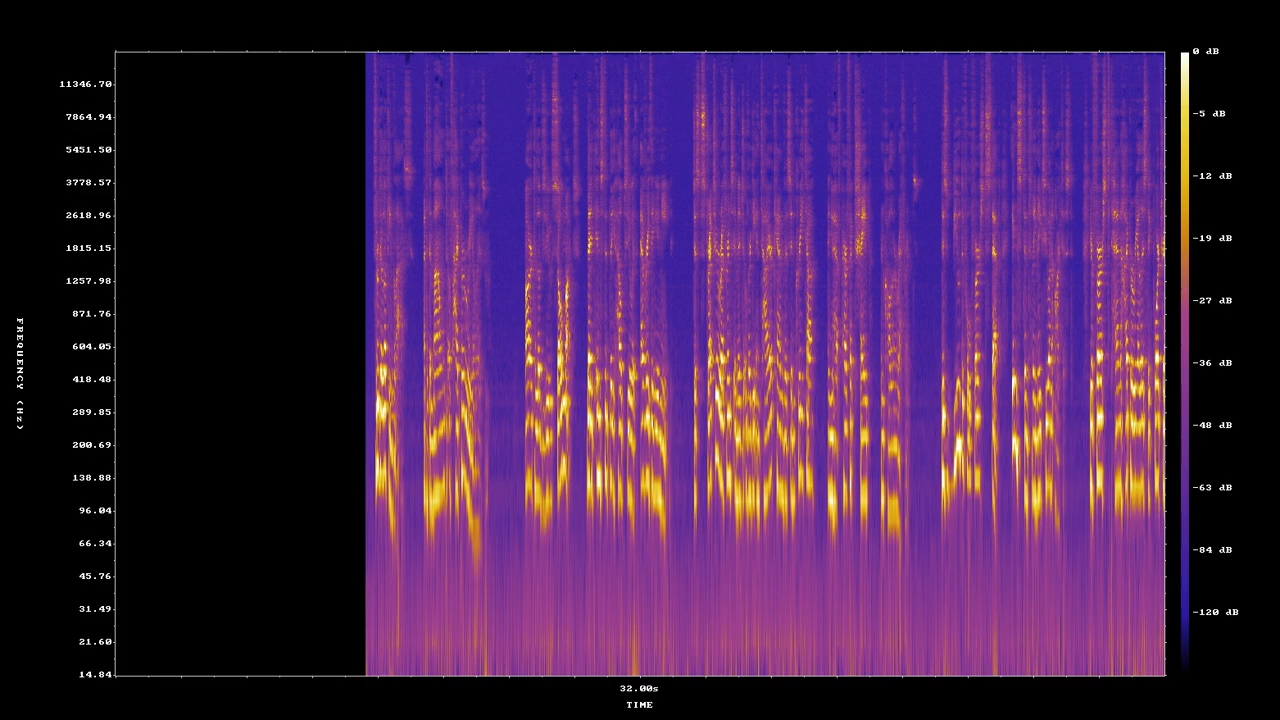 0 dB
11346.70
-5 dB
7864.94
5451.50
-12 dB
3778.57
2618.96
-19 dB
1815.15
1257.98
-27 dB
871.76
604.05
-36 dB
418.48
289.85
-48 dB
200.69
138.88
-63 dB
96.04
66.34
-84 dB
45.76
31.49
-120 dB
21.60
14.84
32.00s
TIME
FREQUENCY (Hz)